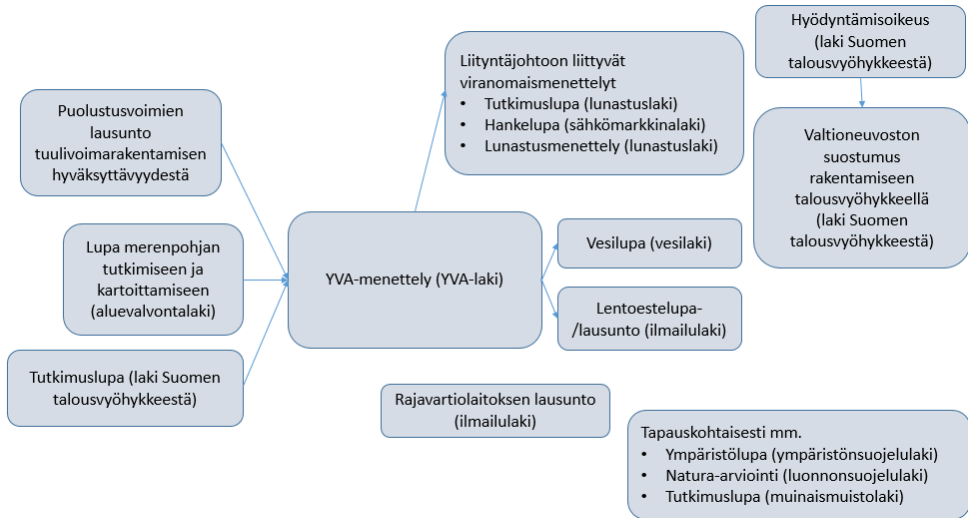 Puolustusvoimien
lausunto
tuulivoimarakentamisen
hyväksyttävyydestä
Lupa merenpohjan
tutkimiseen ja
kartoittamiseen
(aluevalvontalaki)
Tutkimuslupa (laki Suomen
talousvyöhykkeestä)
YVA-menettely (YVA-laki)
Liityntäjohtoon liittyvät
viranomaismenettelyt
• Tutkimuslupa (lunastuslaki)
• Hankelupa (sähkömarkkinalaki)
• Lunastusmenettely (lunastuslaki)
Vesilupa (vesilaki)
Lentoestelupa-
/lausunto (ilmailulaki)
Rajavartiolaitoksen lausunto
(ilmailulaki)
Hyödyntämisoikeus
(laki Suomen
talousvyöhykkeestä)
Valtioneuvoston
suostumus
rakentamiseen
talousvyöhykkeellä
(laki Suomen
talousvyöhykkeestä)
Tapauskohtaisesti mm.
• Ympäristölupa (ympäristönsuojelulaki)
• Natura-arviointi (luonnonsuojelulaki)
• Tutkimuslupa (muinaismuistolaki)